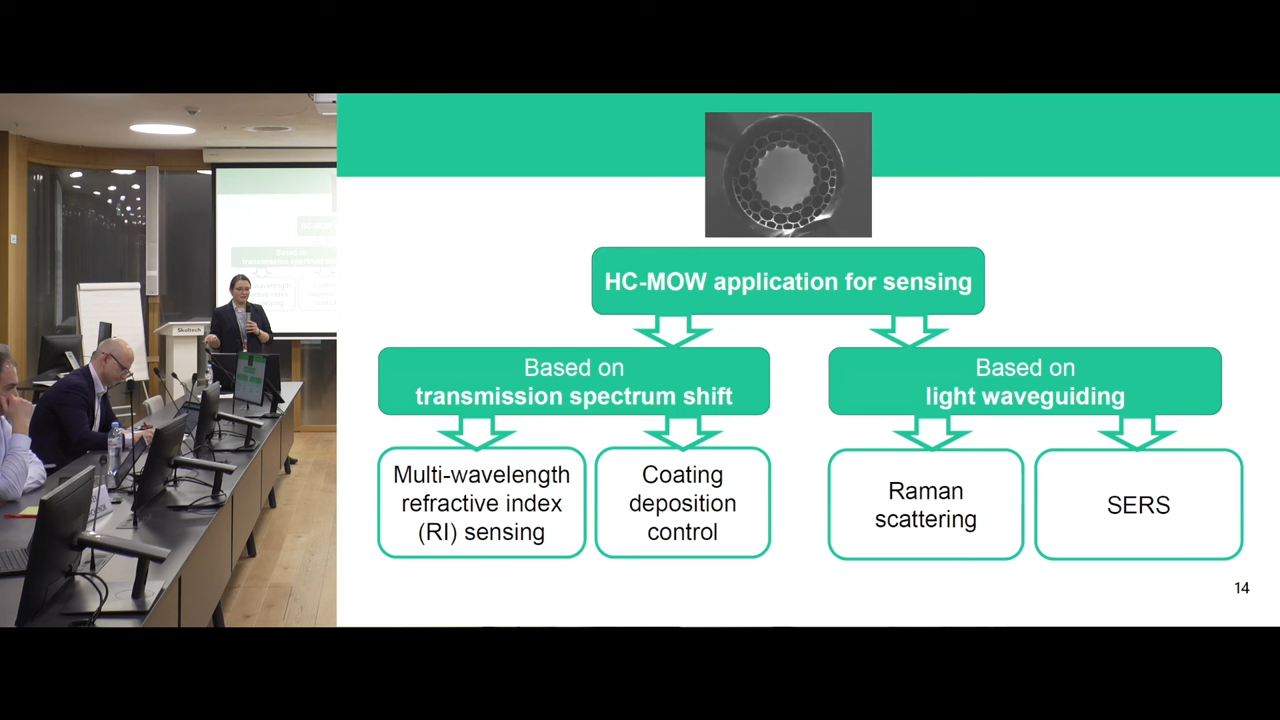 HC-MOW application for sensing
Based on
transmission spectrum shift
Based on
light waveguiding
Multi-wavelength
refractive index
(RI) sensing
Coating
deposition
control
Raman
scattering
SERS
14
Skoltech